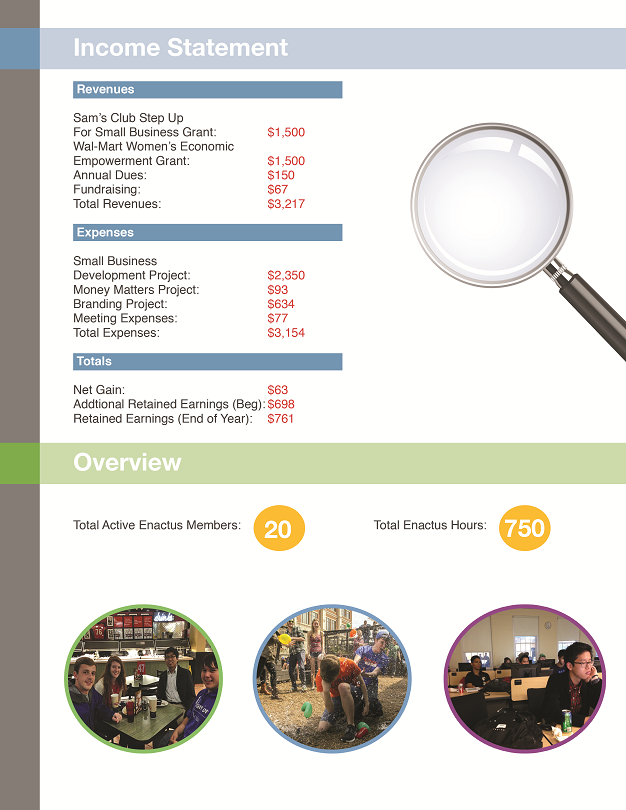 Income Statement
Revenues
Sam's Club Step Up
For Small Business Grant: $1,500
Wal-Mart Women's Economic
Empowerment Grant: $1,500
Annual Dues: $150
Fundraising: $67
Total Revenues: $3,217
Expenses
Small Business
Development Project: $2,350
Money Matters Project: $93
Branding Project: $634
Meeting Expenses: $77
Total Expenses: $3,154
Totals
Net Gain: $63
Addtional Retained Earnings (Beg): $698
Retained Earnings (End of Year): $761
Overview
Total Active Enactus Members: 20
Total Enactus Hours: 750